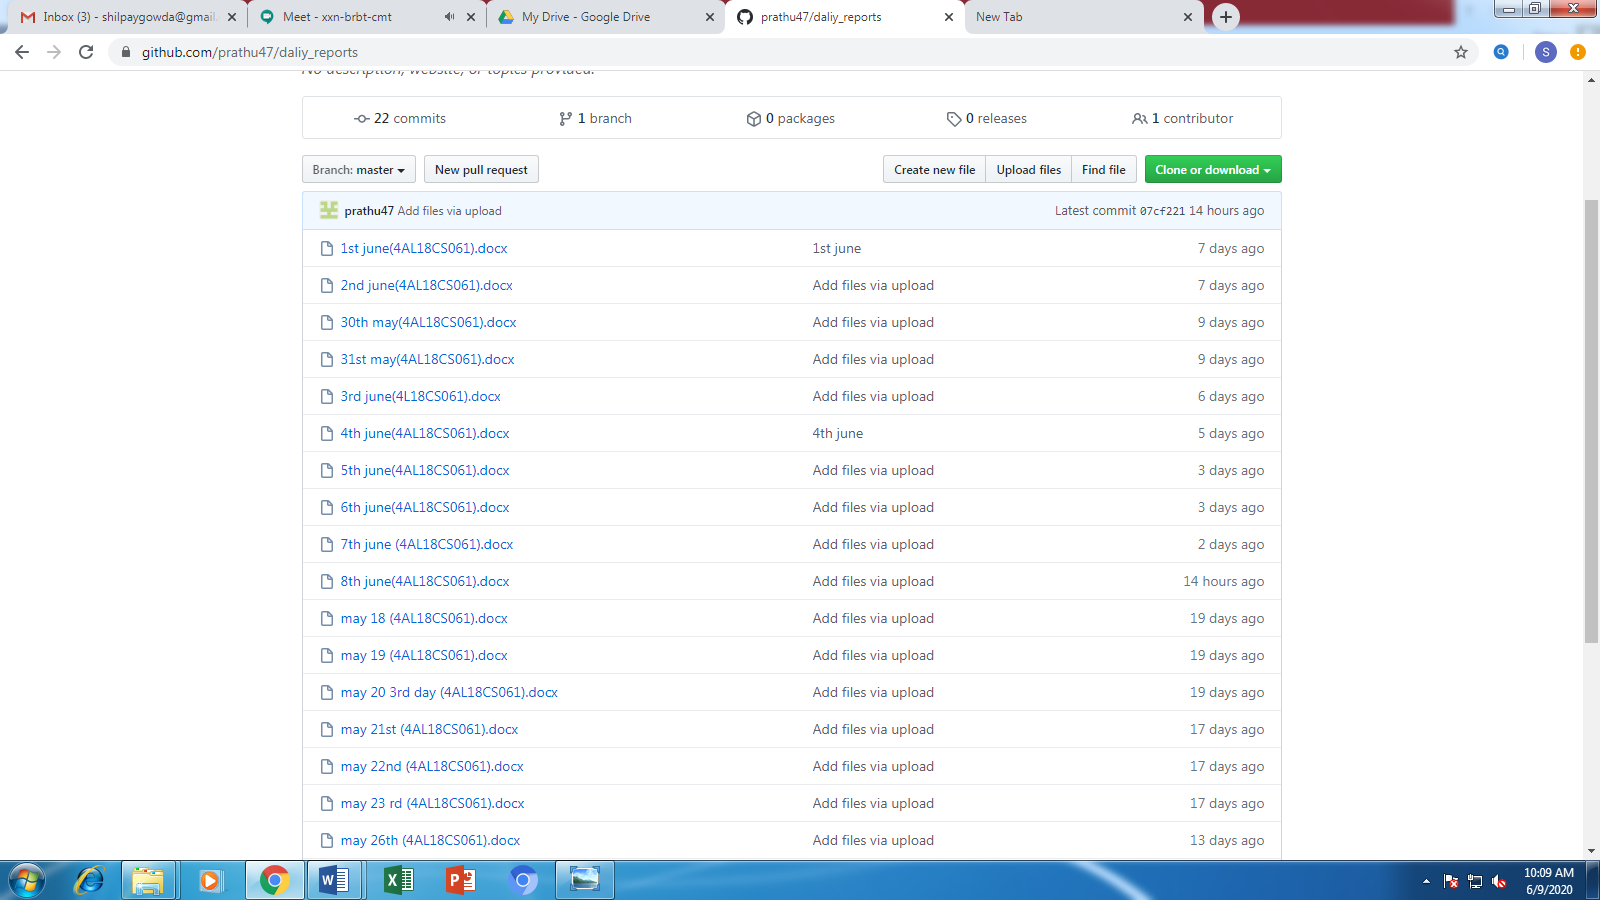 Inbox (3) - shilpaygowda@gmail.
Meet - xxn-brbt-cmt
My Drive - Google Drive
prathu47/daliy_reports
New Tab
github.com/prathu47/daliy_reports
S
No description, website, or topics provided.
22 commits
1 branch
0 packages
0 releases
1 contributor
Branch: master
New pull request
Create new file
Upload files
Find file
Clone or download
prathu47 Add files via upload
Latest commit 07cf221 14 hours ago
1st june(4AL18CS061).docx 1st june 7 days ago
2nd june(4AL18CS061).docx Add files via upload 7 days ago
30th may(4AL18CS061).docx Add files via upload 9 days ago
31st may(4AL18CS061).docx Add files via upload 9 days ago
3rd june(4L18CS061).docx Add files via upload 6 days ago
4th june(4AL18CS061).docx 4th june 5 days ago
5th june(4AL18CS061).docx Add files via upload 3 days ago
6th june(4AL18CS061).docx Add files via upload 3 days ago
7th june (4AL18CS061).docx Add files via upload 2 days ago
8th june(4AL18CS061).docx Add files via upload 14 hours ago
may 18 (4AL18CS061).docx Add files via upload 19 days ago
may 19 (4AL18CS061).docx Add files via upload 19 days ago
may 20 3rd day (4AL18CS061).docx Add files via upload 19 days ago
may 21st (4AL18CS061).docx Add files via upload 17 days ago
may 22nd (4AL18CS061).docx Add files via upload 17 days ago
may 23 rd (4AL18CS061).docx Add files via upload 17 days ago
may 26th (4AL18CS061).docx Add files via upload 13 days ago
10:09 AM
6/9/2020